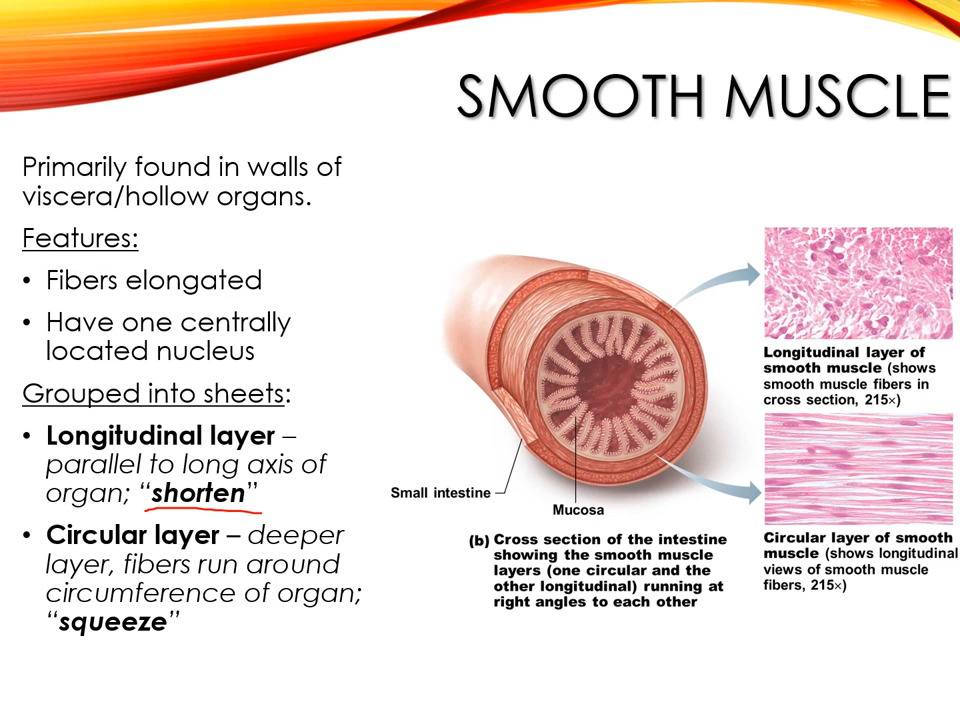 SMOOTH MUSCLE
Primarily found in walls of
viscera/hollow organs.
Features:
• Fibers elongated
• Have one centrally
located nucleus
Grouped into sheets:
• Longitudinal layer –
parallel to long axis of
organ; “shorten”
• Circular layer – deeper
layer, fibers run around
circumference of organ;
“squeeze”
Small intestine
Mucosa
(b) Cross section of the intestine
showing the smooth muscle
layers (one circular and the
other longitudinal) running at
right angles to each other
Longitudinal layer of
smooth muscle (shows
smooth muscle fibers in
cross section, 215×)
Circular layer of smooth
muscle (shows longitudinal
views of smooth muscle
fibers, 215×)